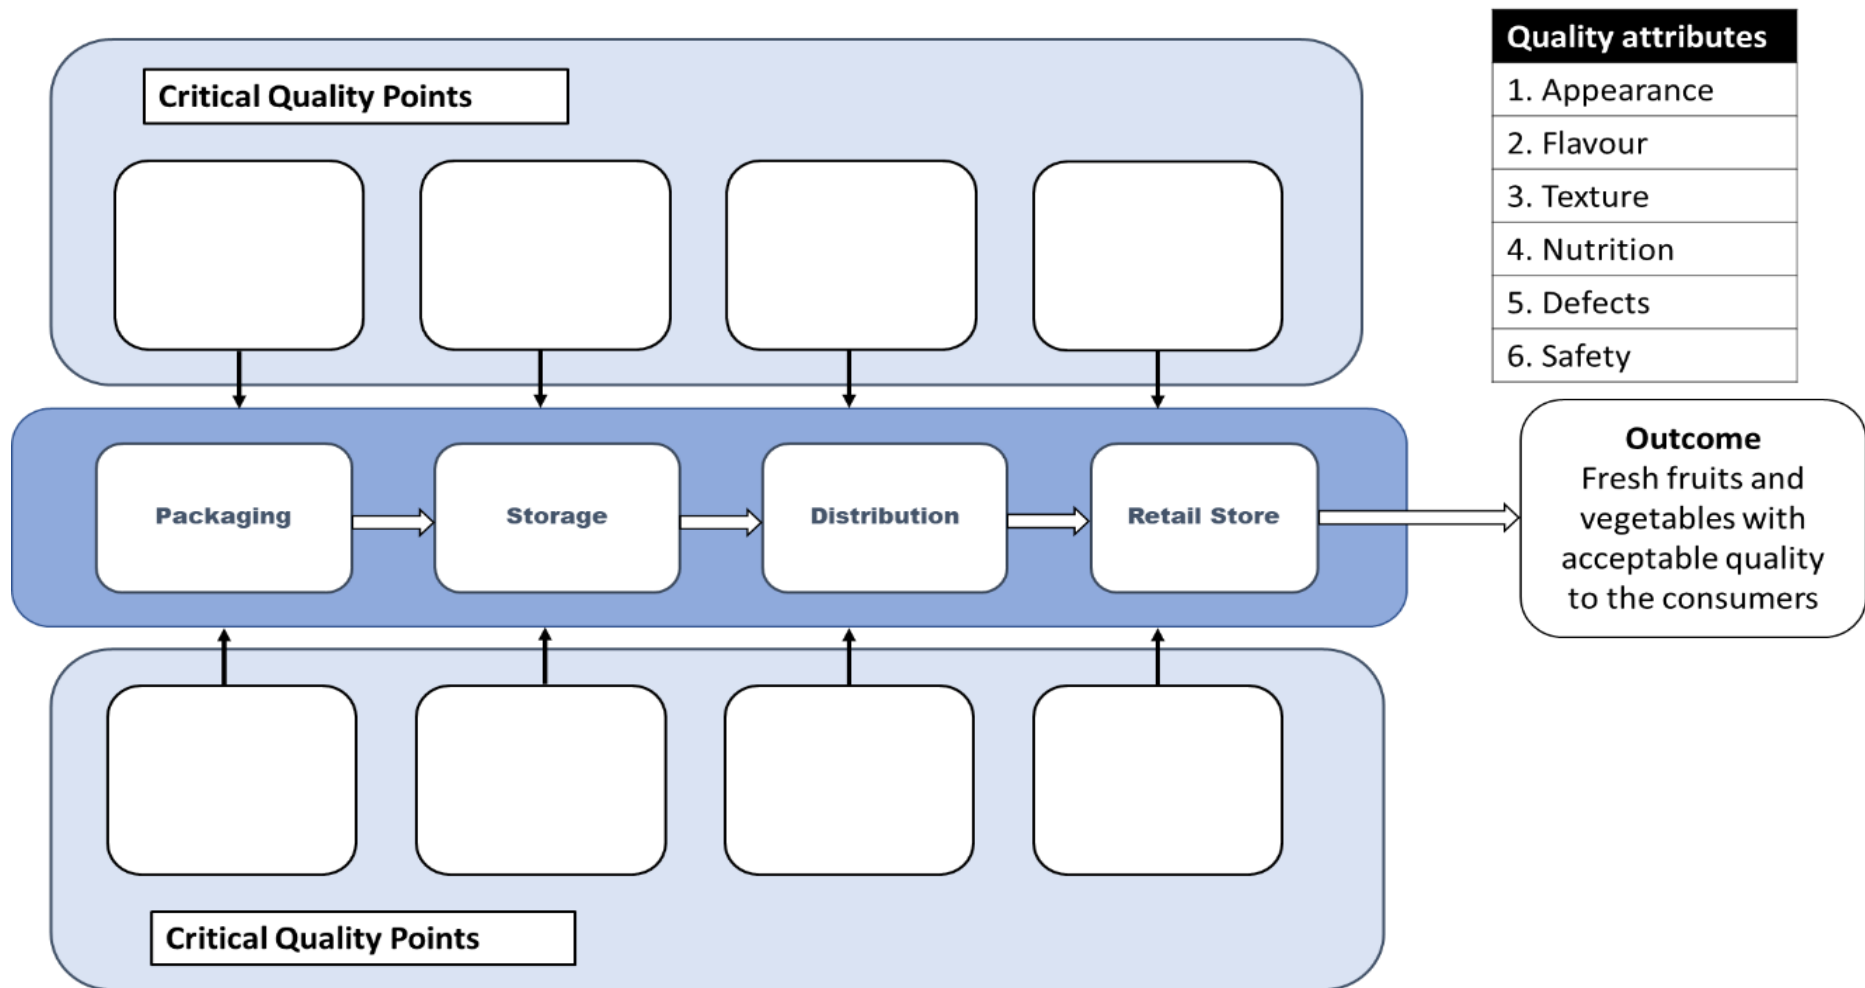 Critical Quality Points
Quality attributes
1. Appearance
2. Flavour
3. Texture
4. Nutrition
5. Defects
6. Safety
Packaging
Storage
Distribution
Retail Store
Outcome
Fresh fruits and
vegetables with
acceptable quality
to the consumers
Critical Quality Points